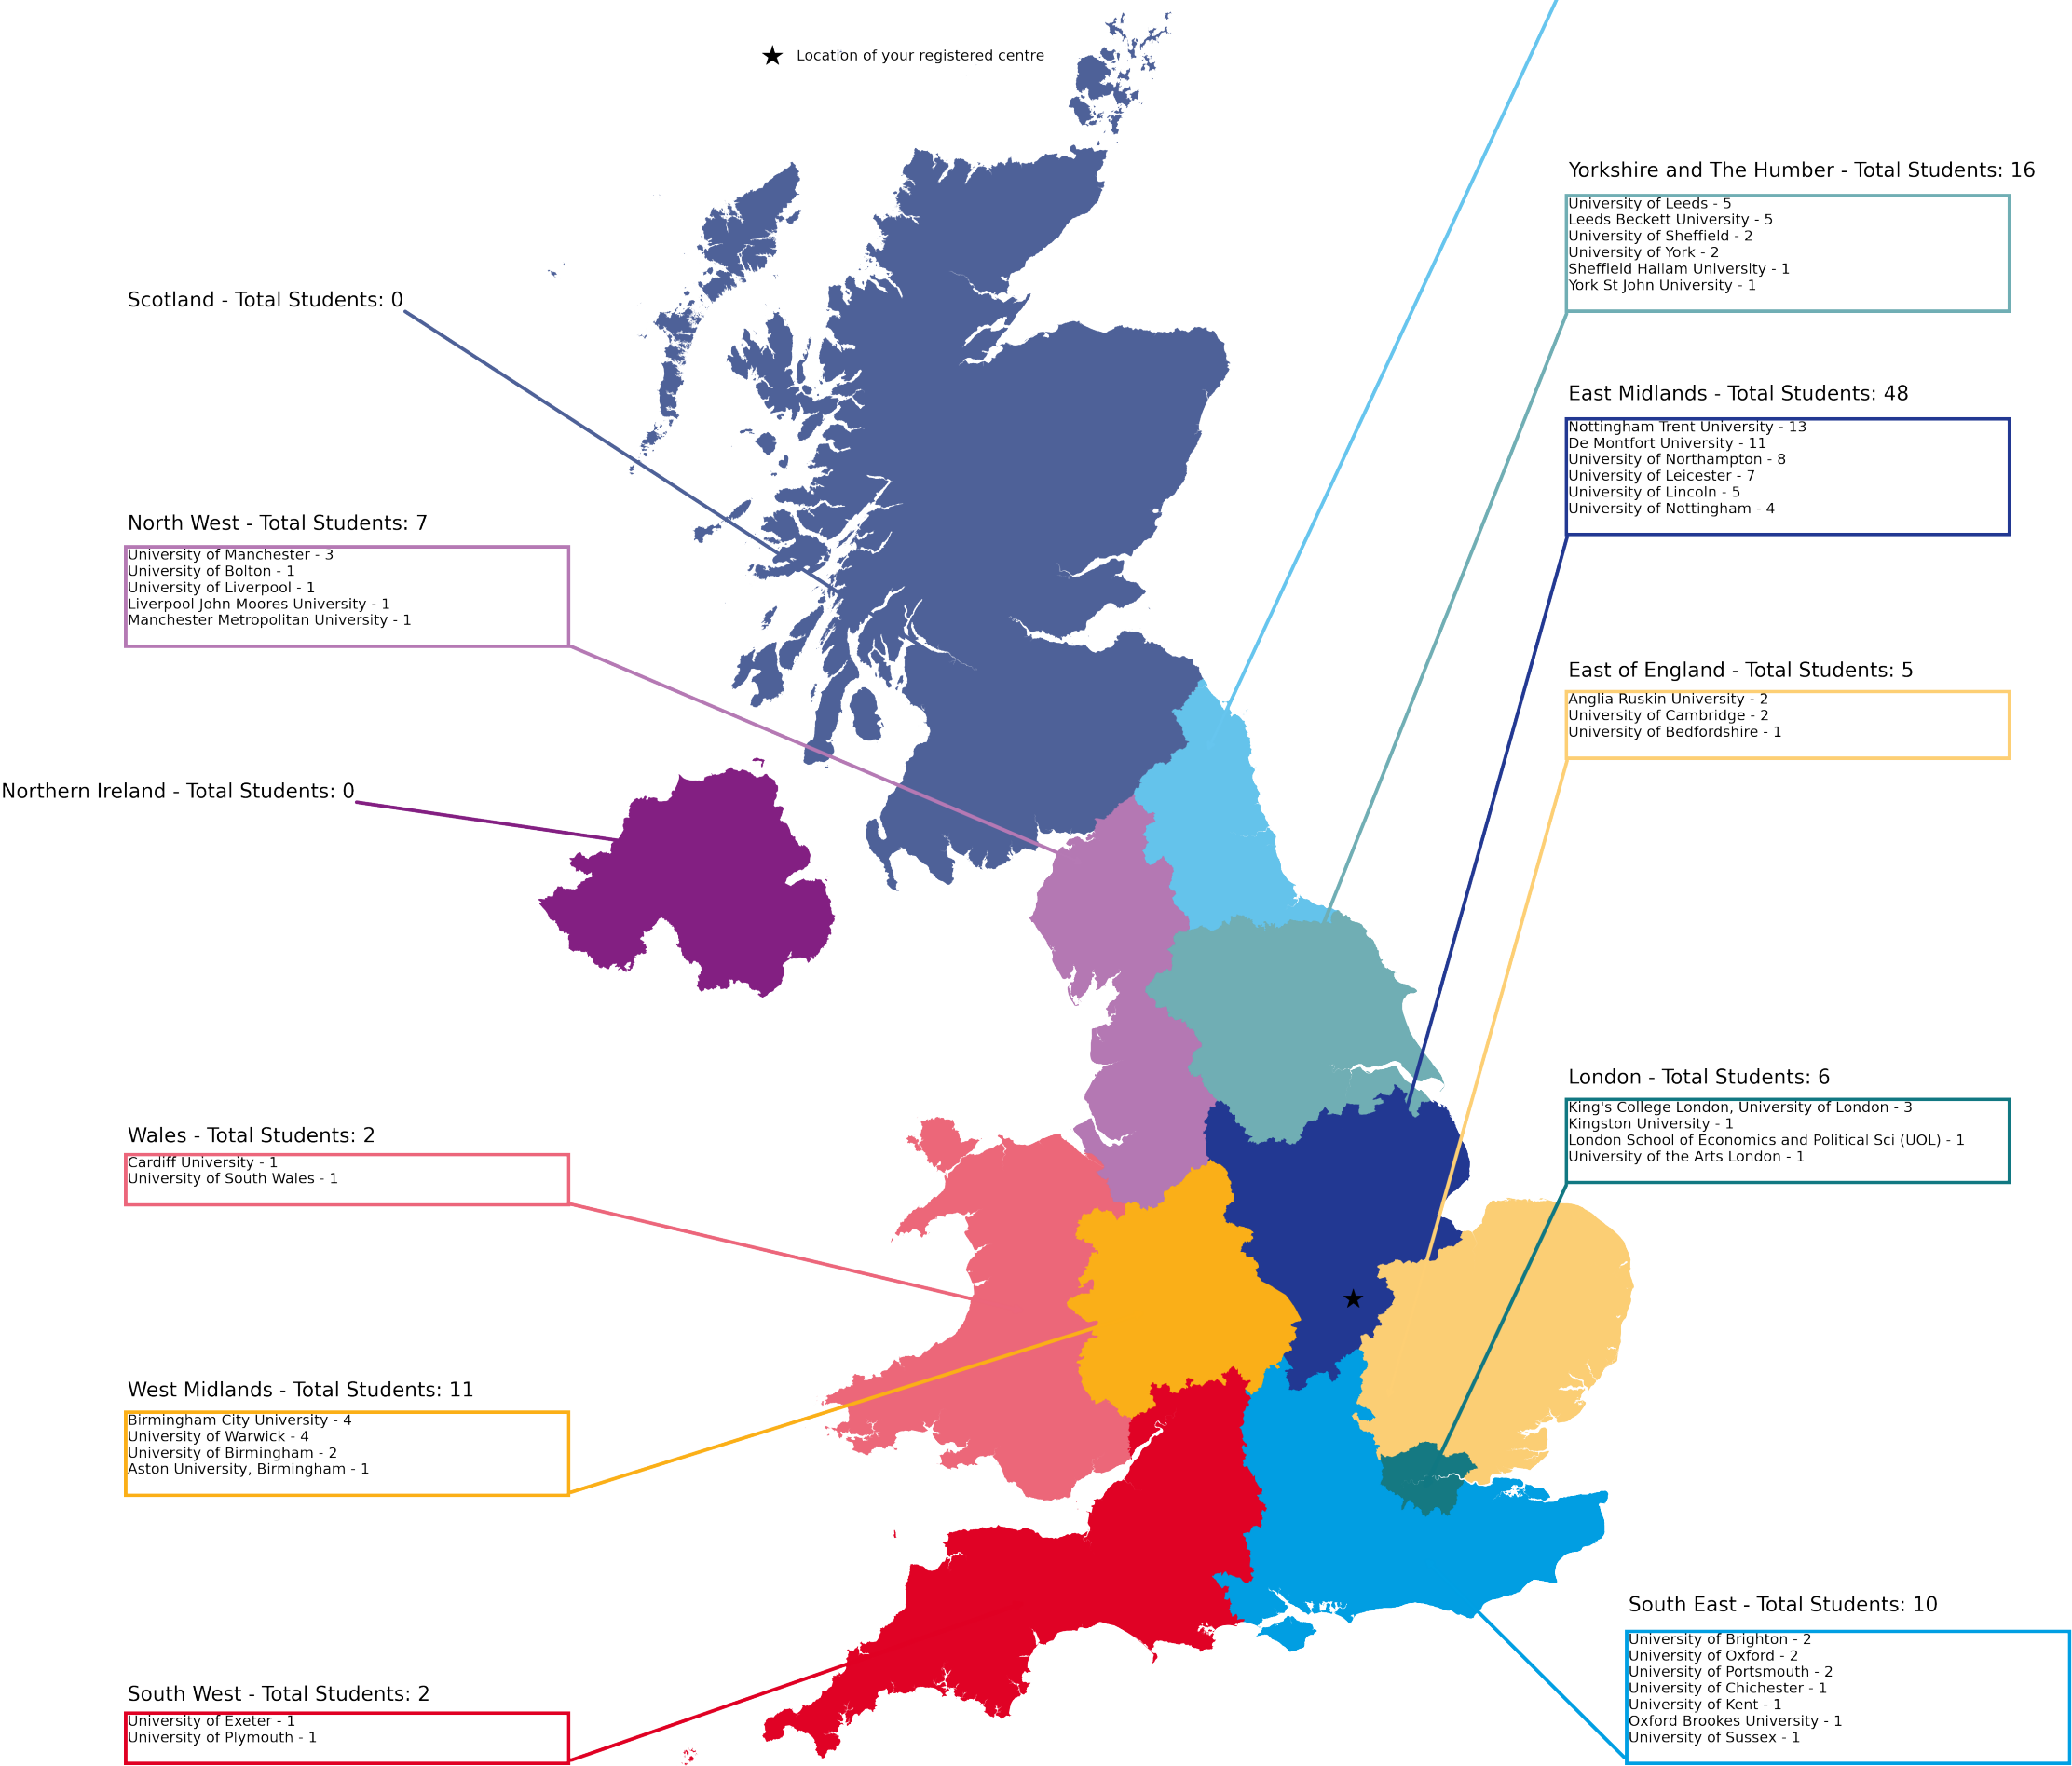 Location of your registered centre
Yorkshire and The Humber - Total Students: 16
University of Leeds - 5
Leeds Beckett University - 5
University of Sheffield - 2
University of York - 2
Sheffield Hallam University - 1
York St John University - 1
Scotland - Total Students: 0
East Midlands - Total Students: 48
Nottingham Trent University - 13
De Montfort University - 11
University of Northampton - 8
University of Leicester - 7
University of Lincoln - 5
University of Nottingham - 4
North West - Total Students: 7
University of Manchester - 3
University of Bolton - 1
University of Liverpool - 1
Liverpool John Moores University - 1
Manchester Metropolitan University - 1
East of England - Total Students: 5
Anglia Ruskin University - 2
University of Cambridge - 2
University of Bedfordshire - 1
Northern Ireland - Total Students: 0
London - Total Students: 6
King's College London, University of London - 3
Kingston University - 1
London School of Economics and Political Sci (UOL) - 1
University of the Arts London - 1
Wales - Total Students: 2
Cardiff University - 1
University of South Wales - 1
West Midlands - Total Students: 11
Birmingham City University - 4
University of Warwick - 4
University of Birmingham - 2
Aston University, Birmingham - 1
South East - Total Students: 10
University of Brighton - 2
University of Oxford - 2
University of Portsmouth - 2
University of Chichester - 1
University of Kent - 1
Oxford Brookes University - 1
University of Sussex - 1
South West - Total Students: 2
University of Exeter - 1
University of Plymouth - 1